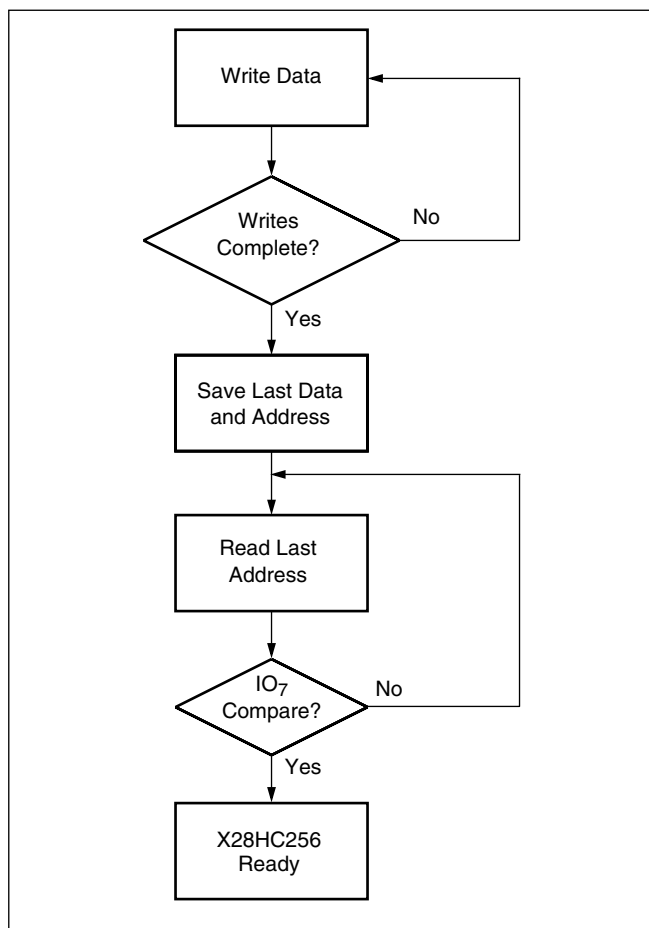 Write Data
Writes
Complete?
No
Yes
Save Last Data
and Address
Read Last
Address
IO7
Compare?
No
Yes
X28HC256
Ready